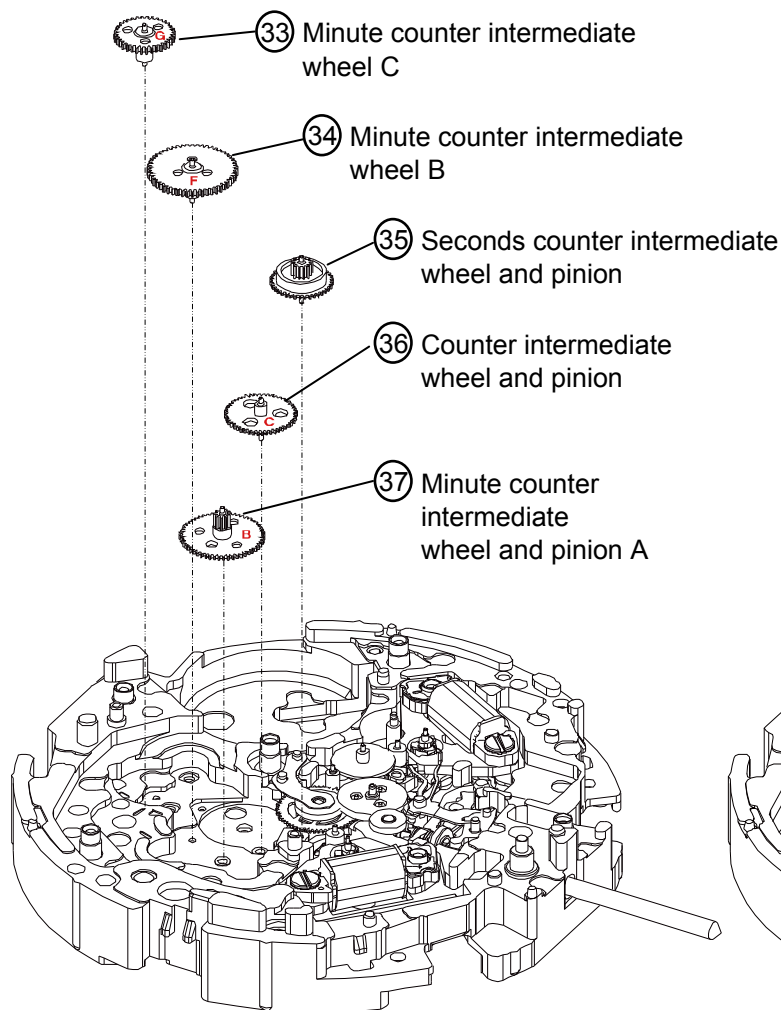 G
33 Minute counter intermediate
wheel C
34 Minute counter intermediate
wheel B
F
35 Seconds counter intermediate
wheel and pinion
36 Counter intermediate
wheel and pinion
C
37 Minute counter
intermediate
wheel and pinion A
B